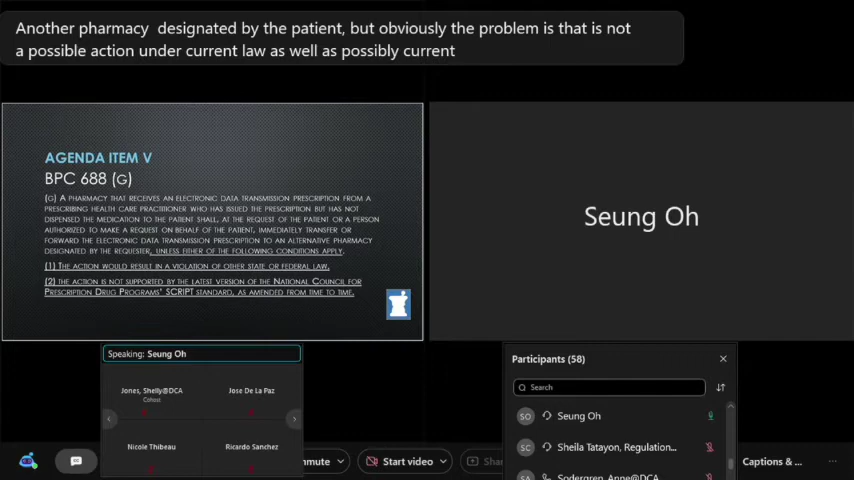 Another pharmacy designated by the patient, but obviously the problem is that is not
a possible action under current law as well as possibly current
AGENDA ITEM V
BPC 688 (G)
(G) A PHARMACY THAT RECEIVES AN ELECTRONIC DATA TRANSMISSION PRESCRIPTION FROM A
PRESCRIBING HEALTH CARE PRACTITIONER WHO HAS ISSUED THE PRESCRIPTION BUT HAS NOT
DISPENSED THE MEDICATION TO THE PATIENT SHALL, AT THE REQUEST OF THE PATIENT OR A PERSON
AUTHORIZED TO MAKE A REQUEST ON BEHALF OF THE PATIENT, IMMEDIATELY TRANSFER OR
FORWARD THE ELECTRONIC DATA TRANSMISSION PRESCRIPTION TO AN ALTERNATIVE PHARMACY
DESIGNATED BY THE REQUESTER, UNLESS EITHER OF THE FOLLOWING CONDITIONS APPLY.
(1) THE ACTION WOULD RESULT IN A VIOLATION OF OTHER STATE OR FEDERAL LAW.
(2) THE ACTION IS NOT SUPPORTED BY THE LATEST VERSION OF THE NATIONAL COUNCIL FOR
PRESCRIPTION DRUG PROGRAMS' SCRIPT STANDARD, AS AMENDED FROM TIME TO TIME.
Seung Oh
Speaking: Seung Oh
Jones, Shelly@DCA
Cohost
Jose De La Paz
Nicole Thibeau
Ricardo Sanchez
Participants (58)
Search
SO Seung Oh
SC Sheila Tatayon, Regulation...
SA Sodergren, Anne@DCA
CC
mute
Start video
Shar
Captions & ...